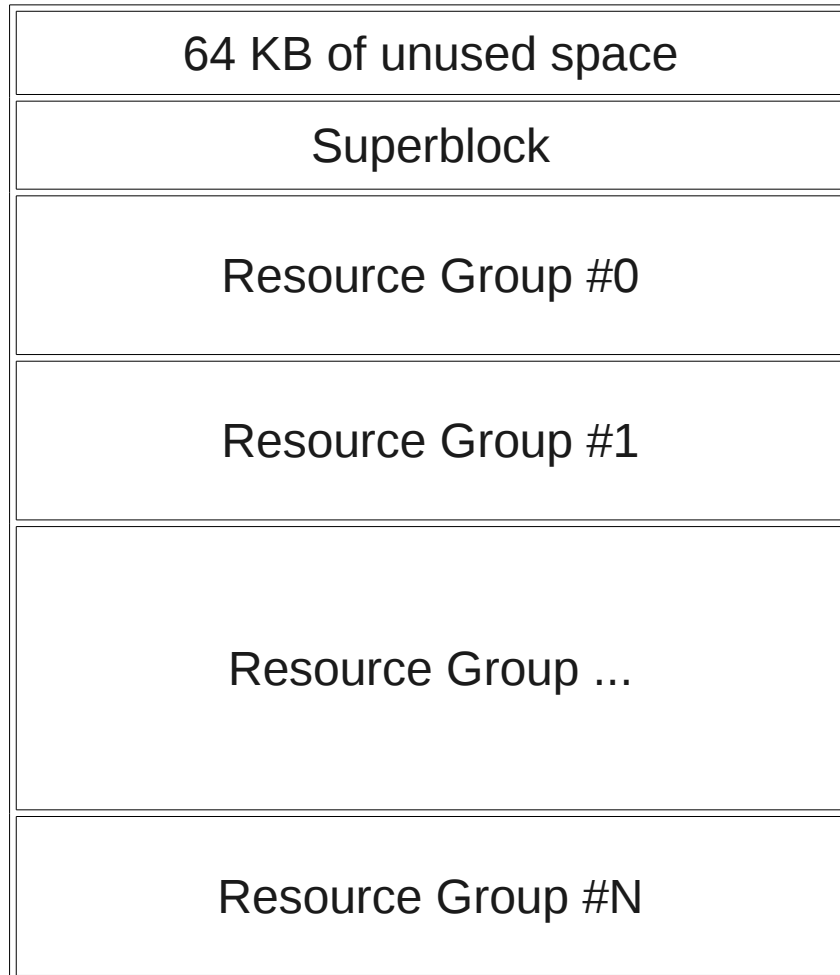 64 KB of unused space
Superblock
Resource Group #0
Resource Group #1
Resource Group ...
Resource Group #N